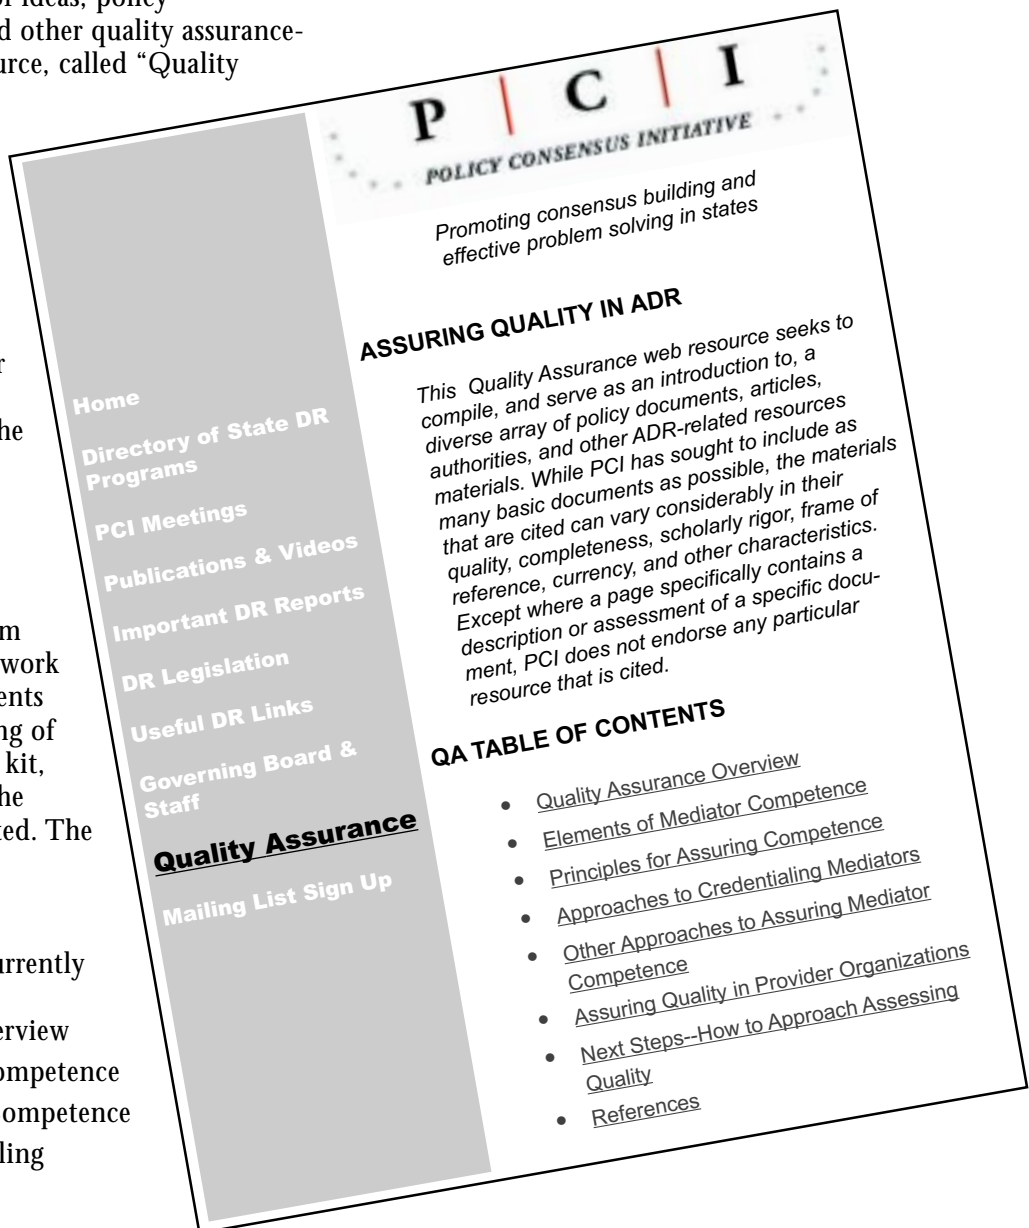 d other quality assurance-
urce, called “Quality
he
m
work
ents
ng of
kit,
he
ted. The
urrently
erview
ompetence
ompetence
ling
P | C | I
POLICY CONSENSUS INITIATIVE
Promoting consensus building and
effective problem solving in states
Home
Directory of State DR
Programs
PCI Meetings
Publications & Videos
Important DR Reports
DR Legislation
Useful DR Links
Governing Board &
Staff
Quality Assurance
Mailing List Sign Up
ASSURING QUALITY IN ADR
This Quality Assurance web resource seeks to
compile, and serve as an introduction to, a
diverse array of policy documents, articles,
authorities, and other ADR-related resources
materials. While PCI has sought to include as
many basic documents as possible, the materials
that are cited can vary considerably in their
quality, completeness, scholarly rigor, frame of
reference, currency, and other characteristics.
Except where a page specifically contains a
description or assessment of a specific docu-
ment, PCI does not endorse any particular
resource that is cited.
QA TABLE OF CONTENTS
• Quality Assurance Overview
• Elements of Mediator Competence
• Principles for Assuring Competence
• Approaches to Credentialing Mediators
• Other Approaches to Assuring Mediator
Competence
• Assuring Quality in Provider Organizations
• Next Steps--How to Approach Assessing
Quality
• References